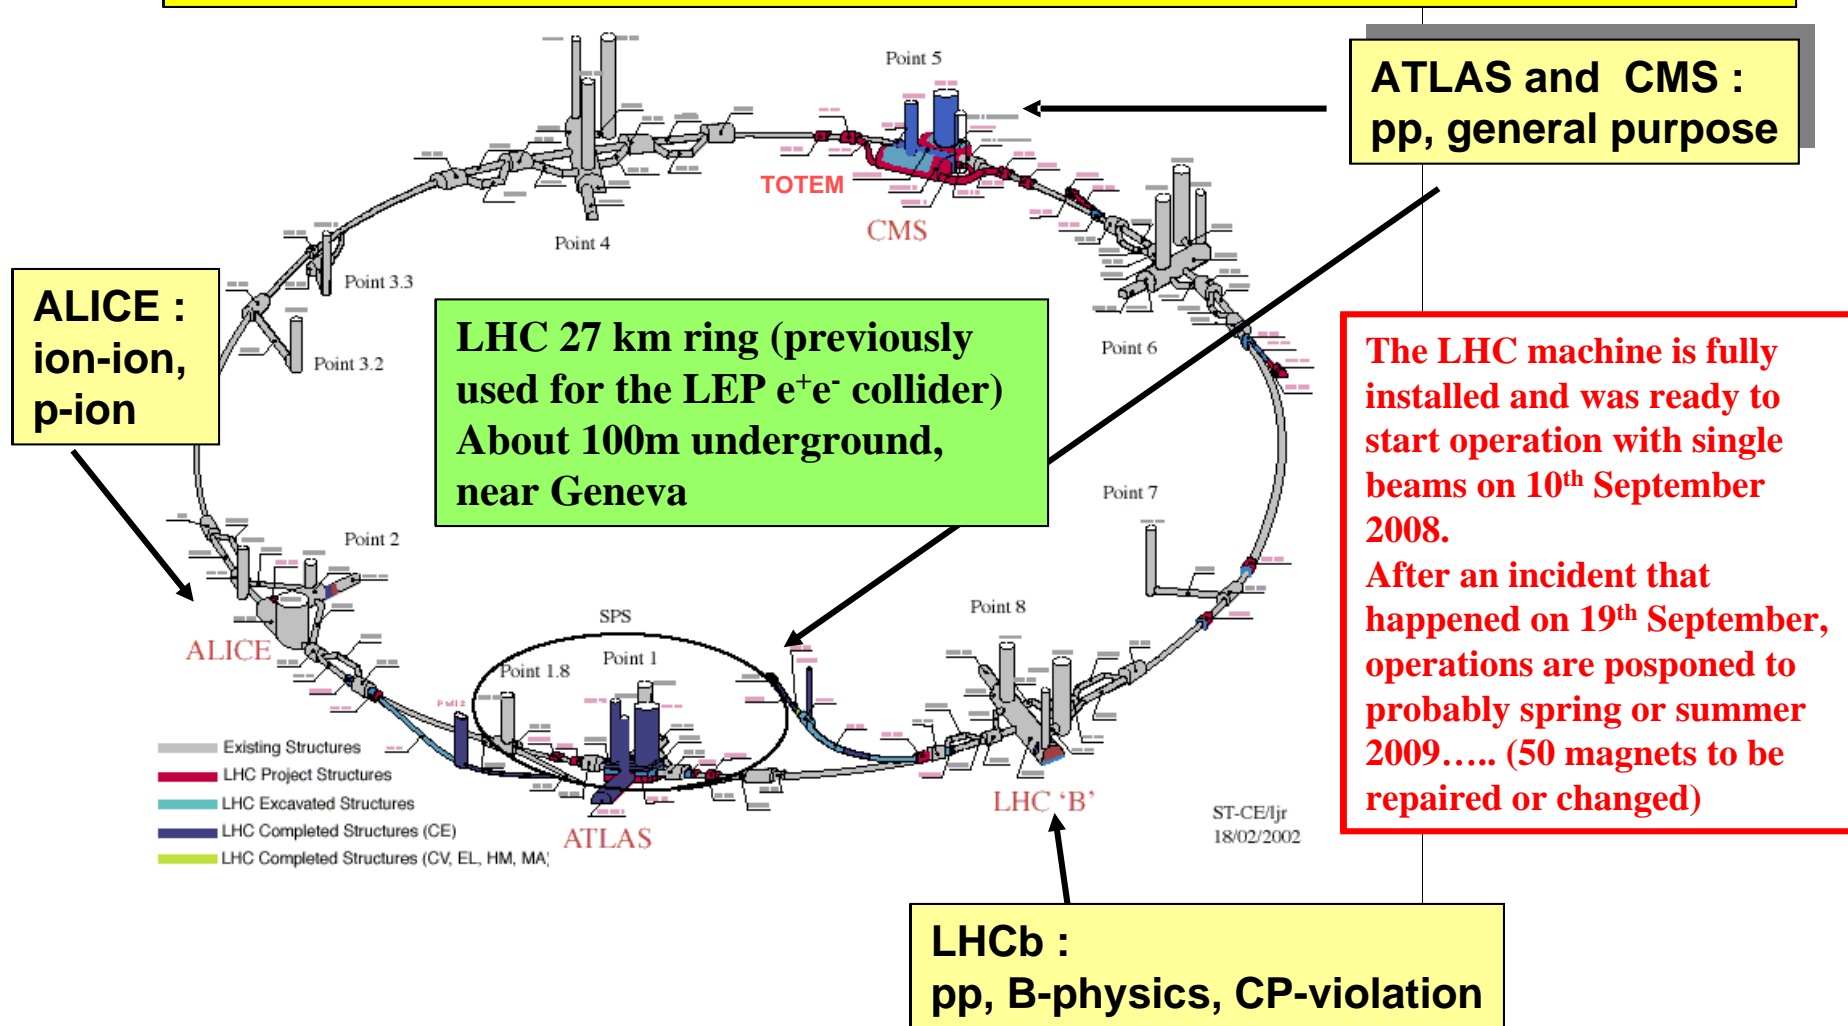 Point 5
ATLAS and CMS :
pp, general purpose
TOTEM
CMS
Point 4
Point 3.3
ALICE :
ion-ion,
p-ion
Point 3.2
LHC 27 km ring (previously
used for the LEP e⁺e⁻ collider)
About 100m underground,
near Geneva
Point 6
The LHC machine is fully
installed and was ready to
start operation with single
beams on 10th September
2008.
After an incident that
happened on 19th September,
operations are posponed to
probably spring or summer
2009….. (50 magnets to be
repaired or changed)
Point 7
Point 2
ALICE
SPS
Point 8
Point 1.8
Point 1
Existing Structures
LHC Project Structures
LHC Excavated Structures
LHC Completed Structures (CE)
LHC Completed Structures (CV, EL, HM, MA)
ATLAS
LHC 'B'
ST-CE/ljr
18/02/2002
LHCb :
pp, B-physics, CP-violation